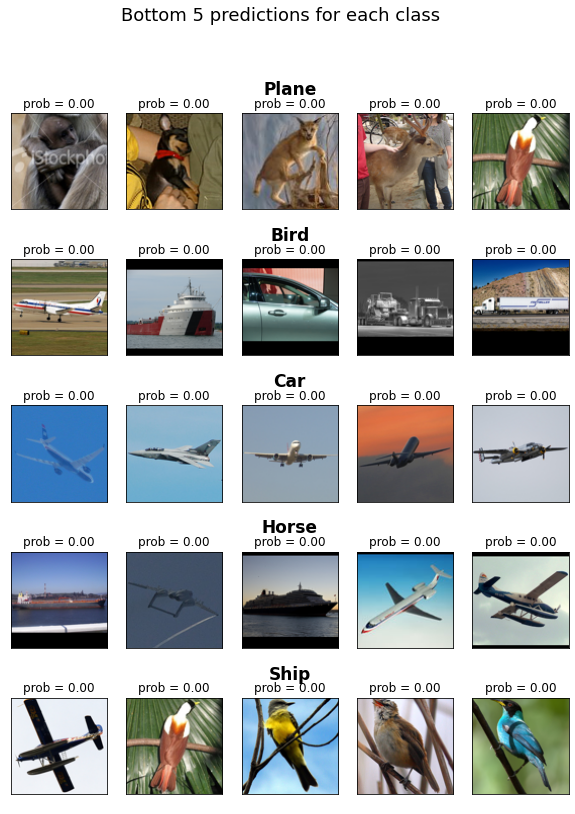 Bottom 5 predictions for each class
Plane
prob = 0.00 prob = 0.00 prob = 0.00 prob = 0.00 prob = 0.00
iStockpho
Bird
prob = 0.00 prob = 0.00 prob = 0.00 prob = 0.00 prob = 0.00
Car
prob = 0.00 prob = 0.00 prob = 0.00 prob = 0.00 prob = 0.00
Horse
prob = 0.00 prob = 0.00 prob = 0.00 prob = 0.00 prob = 0.00
Ship
prob = 0.00 prob = 0.00 prob = 0.00 prob = 0.00 prob = 0.00